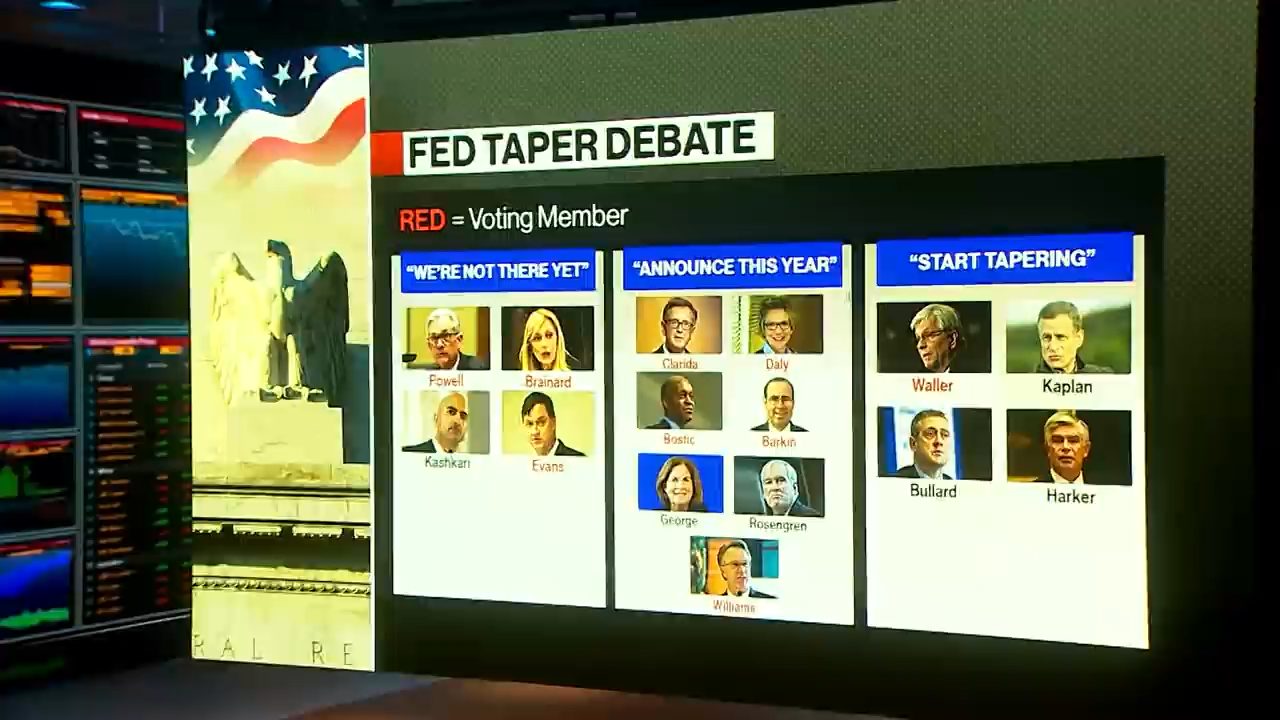 FED TAPER DEBATE
RED = Voting Member
"WE'RE NOT THERE YET"
Powell Brainard
Kashkari Evans
"ANNOUNCE THIS YEAR"
Clarida Daly
Bostic Barkin
George Rosengren
Williams
"START TAPERING"
Waller Kaplan
Bullard Harker
RAL RE